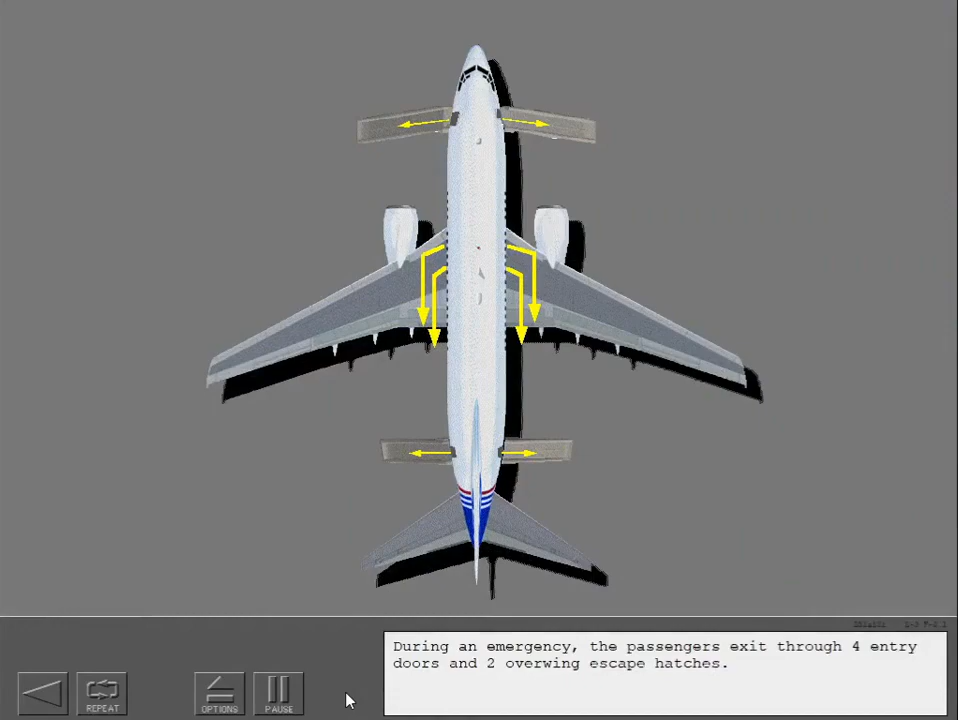 During an emergency, the passengers exit through 4 entry
doors and 2 overwing escape hatches.
REPEAT
OPTIONS
PAUSE